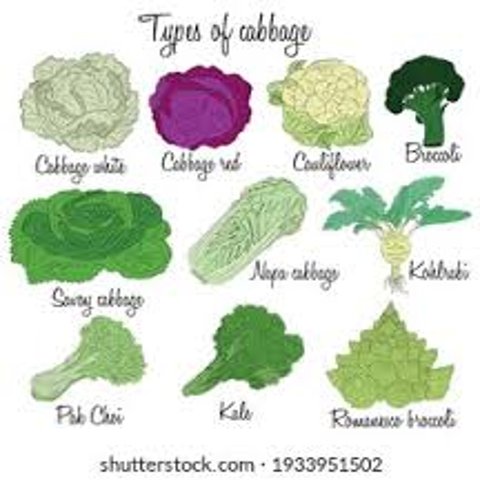 Types of cabbage
Cabbage white
Cabbage red
Cauliflower
Broccoli
Savoy cabbage
Napa cabbage
Kohlrabi
Pak Choi
Kale
Romanesco broccoli
shutterstock.com · 1933951502